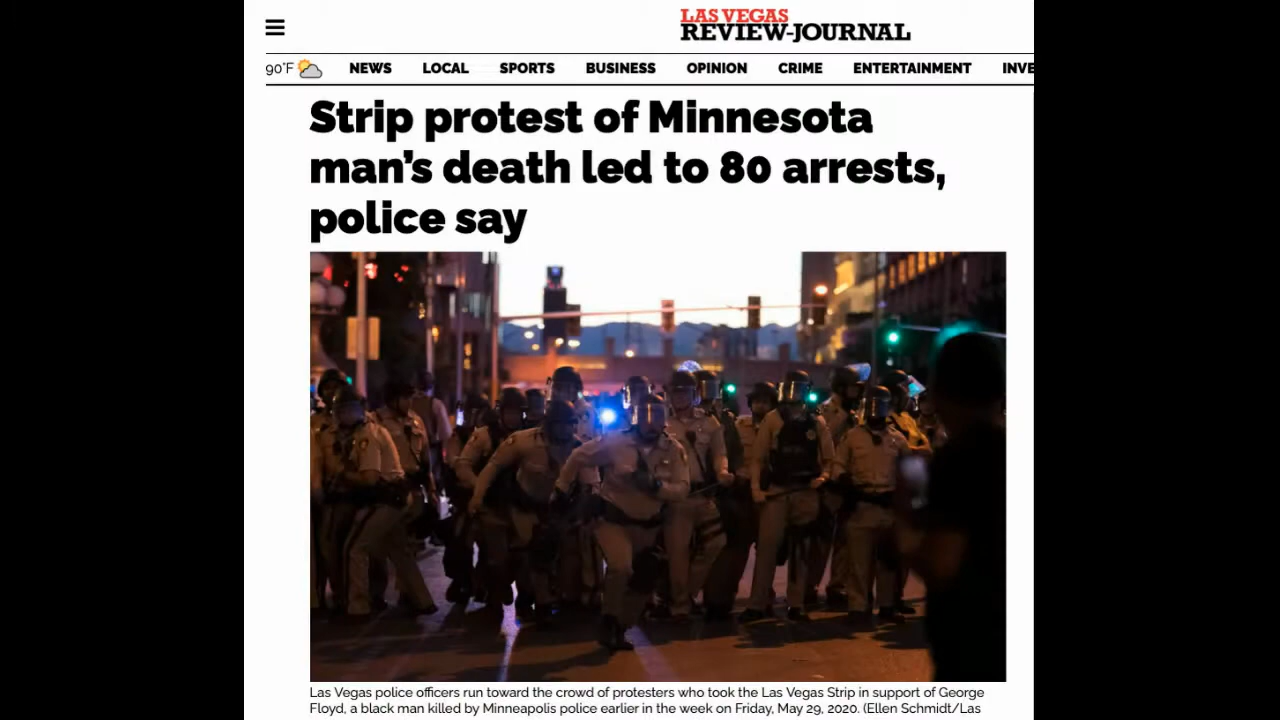 LAS VEGAS
REVIEW-JOURNAL
90°F NEWS LOCAL SPORTS BUSINESS OPINION CRIME ENTERTAINMENT INVE
Strip protest of Minnesota
man’s death led to 80 arrests,
police say
Las Vegas police officers run toward the crowd of protesters who took the Las Vegas Strip in support of George
Floyd, a black man killed by Minneapolis police earlier in the week on Friday, May 29, 2020. (Ellen Schmidt/Las